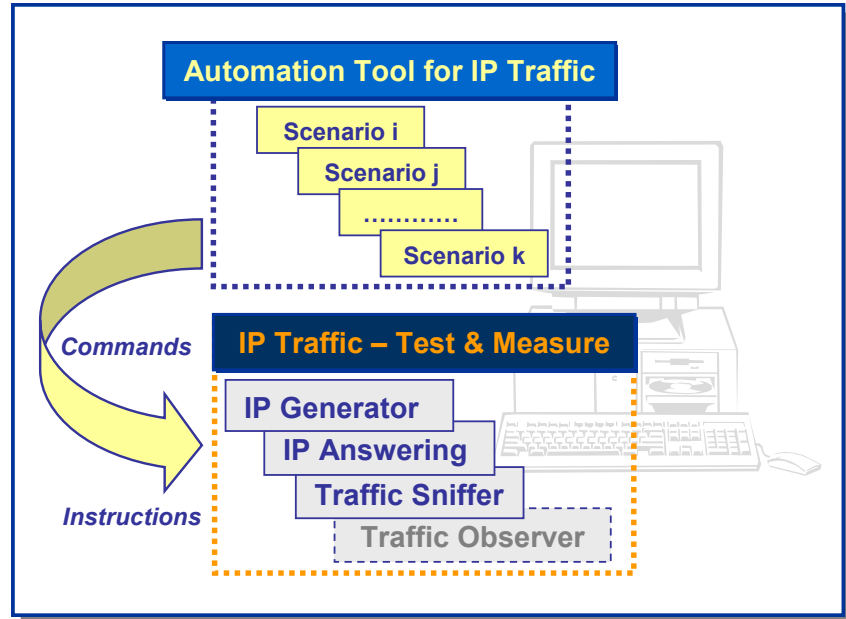 Automation Tool for IP Traffic
Scenario i
Scenario j
............
Scenario k
Commands
IP Traffic – Test & Measure
IP Generator
IP Answering
Traffic Sniffer
Instructions
Traffic Observer